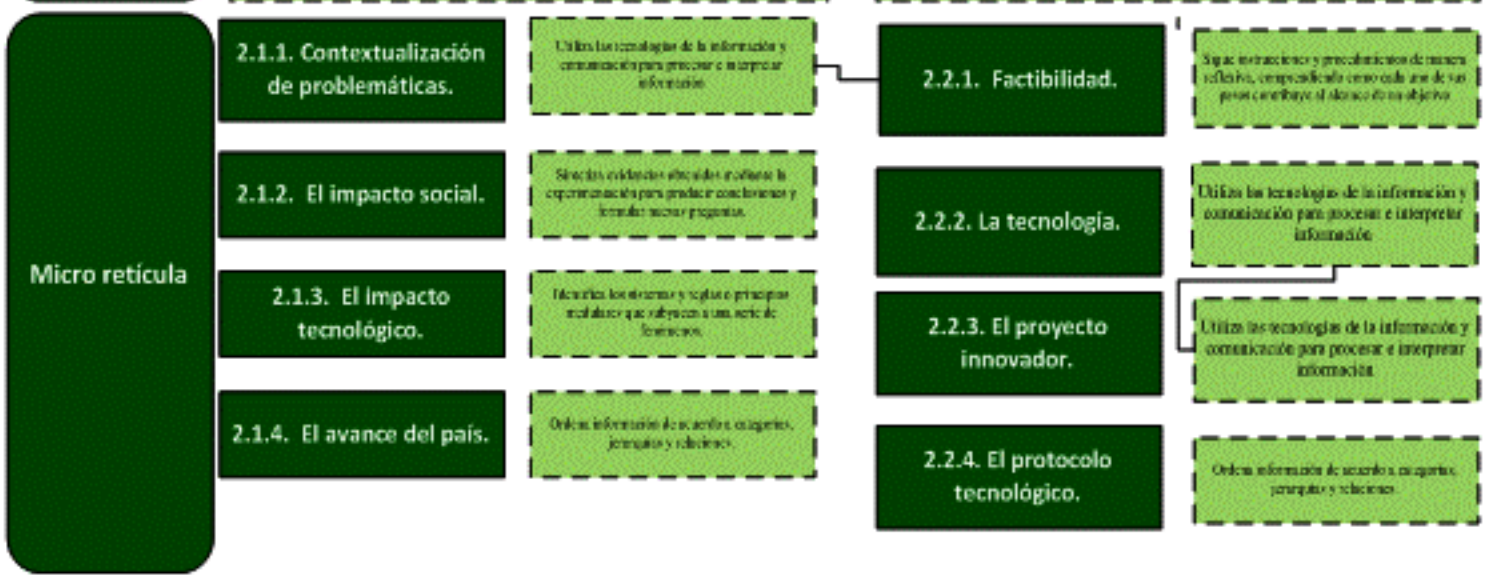 Micro retícula
2.1.1. Contextualización
de problemáticas.
Utiliza las tecnologías de la información y
comunicación para procesar e interpretar
información
2.1.2. El impacto social.
Sintetiza evidencias obtenidas mediante la
experimentación para producir conclusiones y
formular nuevas preguntas.
2.1.3. El impacto
tecnológico.
Identifica los sistemas y reglas o principios
medulares que subyacen a una serie de
fenómenos.
2.1.4. El avance del país.
Ordena información de acuerdo a categorías,
jerarquías y relaciones.
2.2.1. Factibilidad.
Sigue instrucciones y procedimientos de manera
reflexiva, comprendiendo como cada uno de sus
pasos contribuye al alcance de un objetivo
2.2.2. La tecnología.
Utiliza las tecnologías de la información y
comunicación para procesar e interpretar
información
2.2.3. El proyecto
innovador.
Utiliza las tecnologías de la información y
comunicación para procesar e interpretar
información
2.2.4. El protocolo
tecnológico.
Ordena información de acuerdo a categorías,
jerarquías y relaciones.